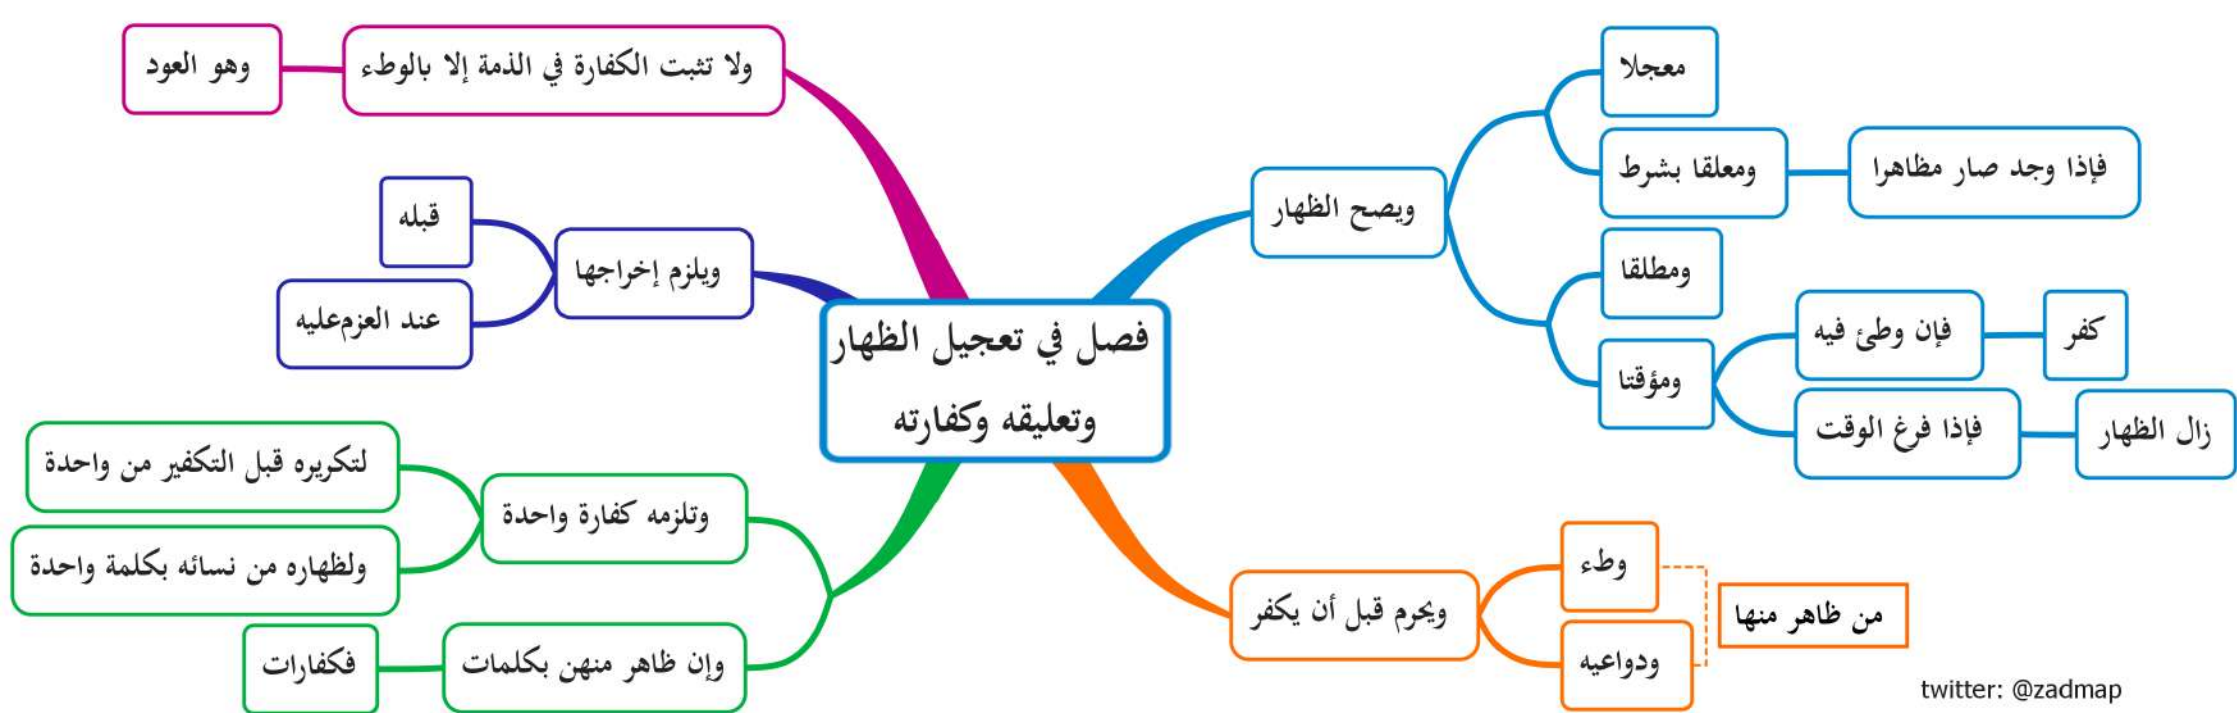 فصل في تعجيل الظهار
وتعليقه وكفارته
ويصح الظهار
معجلا
ومعلقا بشرط
فإذا وجد صار مظاهرا
ومطلقا
ومؤقتا
فإن وطئ فيه
كفر
فإذا فرغ الوقت
زال الظهار
ويحرم قبل أن يكفر
وطء
ودواعيه
من ظاهر منها
ولا تثبت الكفارة في الذمة إلا بالوطء
وهو العود
ويلزم إخراجها
قبله
عند العزم عليه
وتلزمه كفارة واحدة
لتكريره قبل التكفير من واحدة
ولظهاره من نسائه بكلمة واحدة
وإن ظاهر منهن بكلمات
فكفارات
twitter: @zadmap